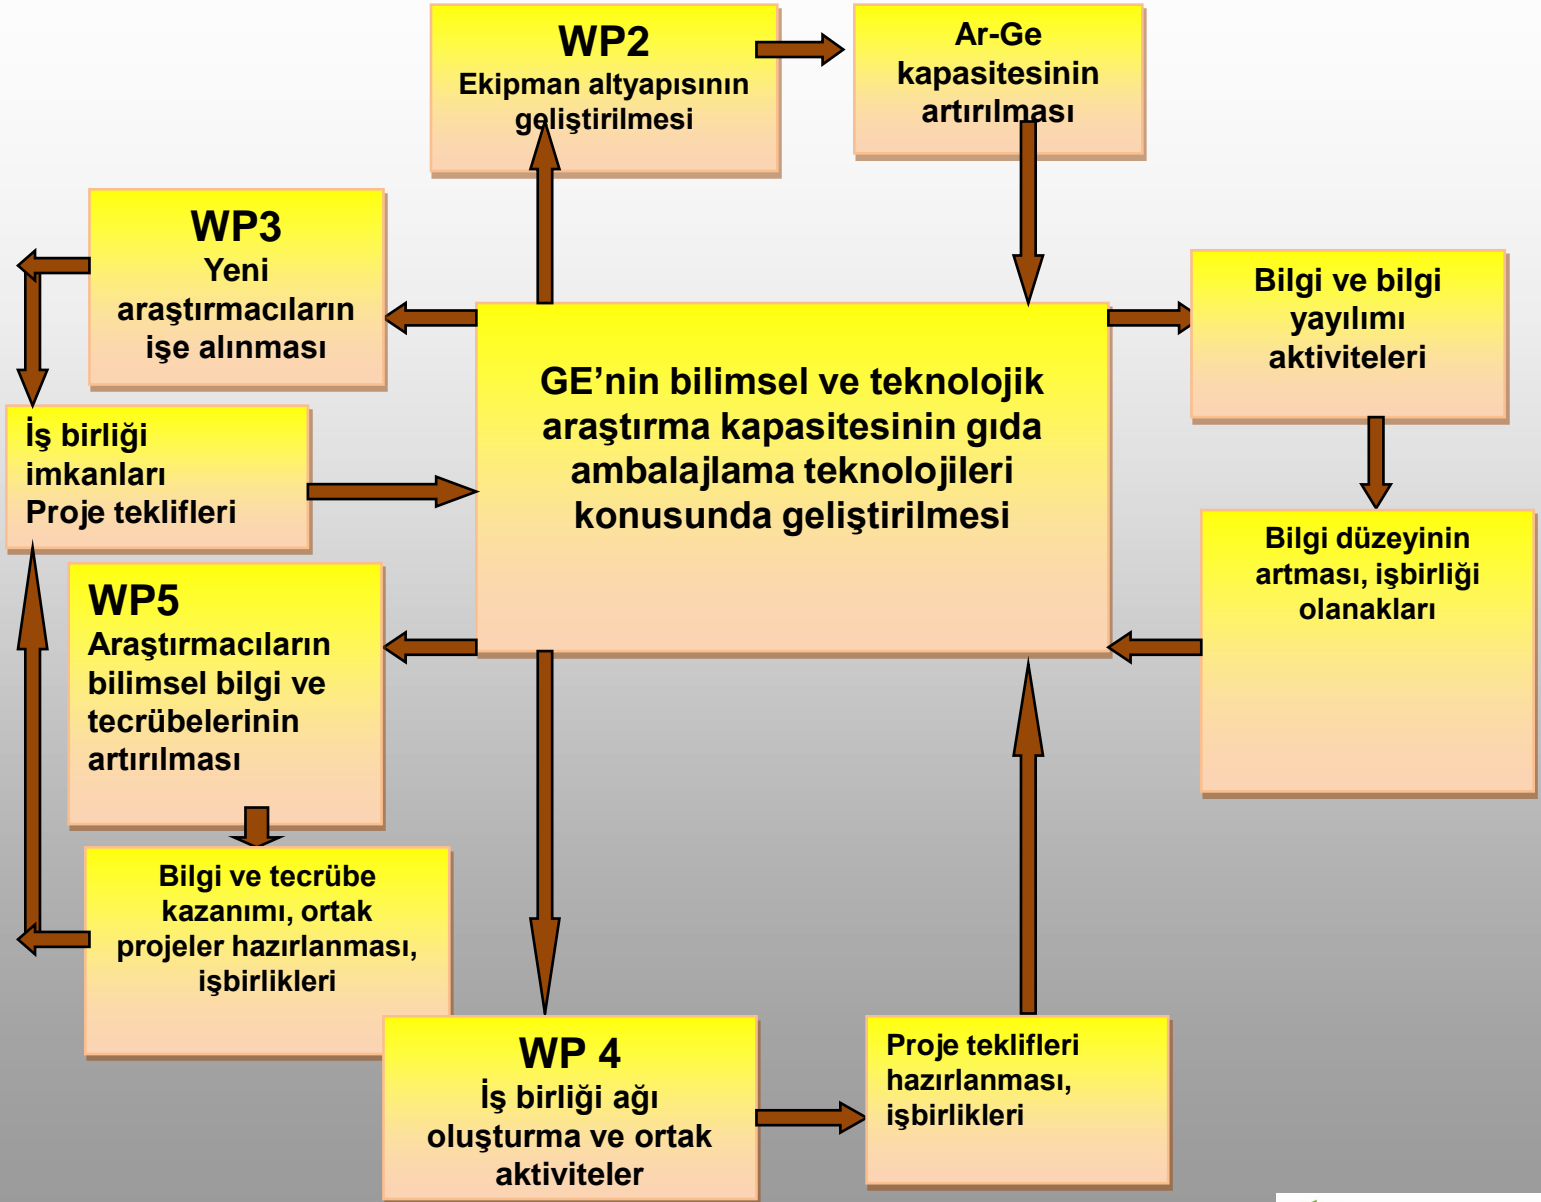 WP2
Ekipman altyapısının
geliştirilmesi
Ar-Ge
kapasitesinin
artırılması
WP3
Yeni
araştırmacıların
işe alınması
Bilgi ve bilgi
yayılımı
aktiviteleri
İş birliği
imkanları
Proje teklifleri
GE’nin bilimsel ve teknolojik
araştırma kapasitesinin gıda
ambalajlama teknolojileri
konusunda geliştirilmesi
Bilgi düzeyinin
artması, işbirliği
olanakları
WP5
Araştırmacıların
bilimsel bilgi ve
tecrübelerinin
artırılması
Bilgi ve tecrübe
kazanımı, ortak
projeler hazırlanması,
işbirlikleri
WP 4
İş birliği ağı
oluşturma ve ortak
aktiviteler
Proje teklifleri
hazırlanması,
işbirlikleri